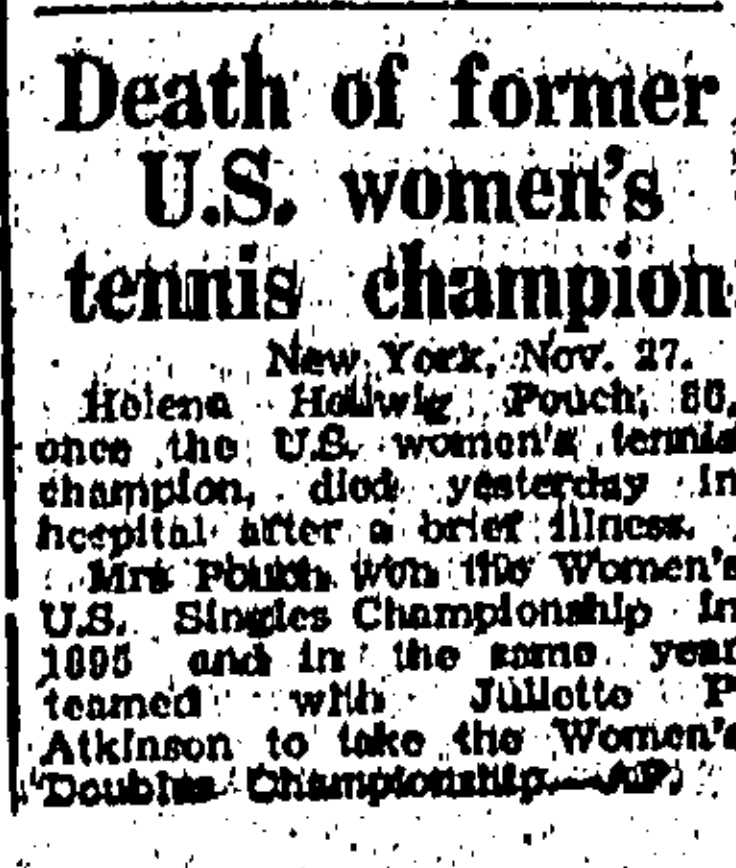 Death of former
U.S. women's
tennis champion
New York, Nov. 27.
Helena Hellwig Pouch, 86,
once the U.S. women's tennis
champion, died yesterday in
hospital after a brief illness.
Mrs Pouch won the Women's
U.S. Singles Championship in
1895 and in the same year
teamed with Juliette P
Atkinson to take the Women's
Doubles Championship.—AP.